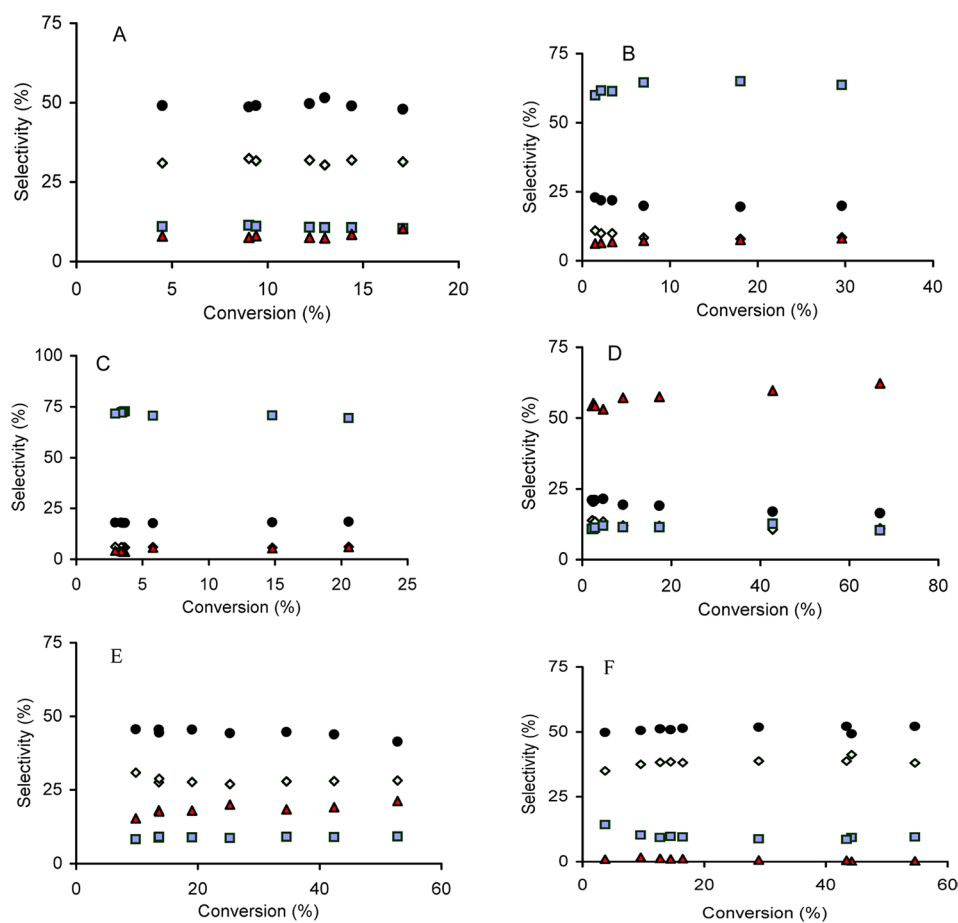 A
75
50
25
0
0 5 10 15 20
Selectivity (%)
Conversion (%)
B
75
50
25
0
0 10 20 30 40
Selectivity (%)
Conversion (%)
C
100
75
50
25
0
0 5 10 15 20 25
Selectivity (%)
Conversion (%)
D
75
50
25
0
0 20 40 60 80
Selectivity (%)
Conversion (%)
E
75
50
25
0
0 20 40 60
Selectivity (%)
Conversion (%)
F
75
50
25
0
0 20 40 60
Selectivity (%)
Conversion (%)